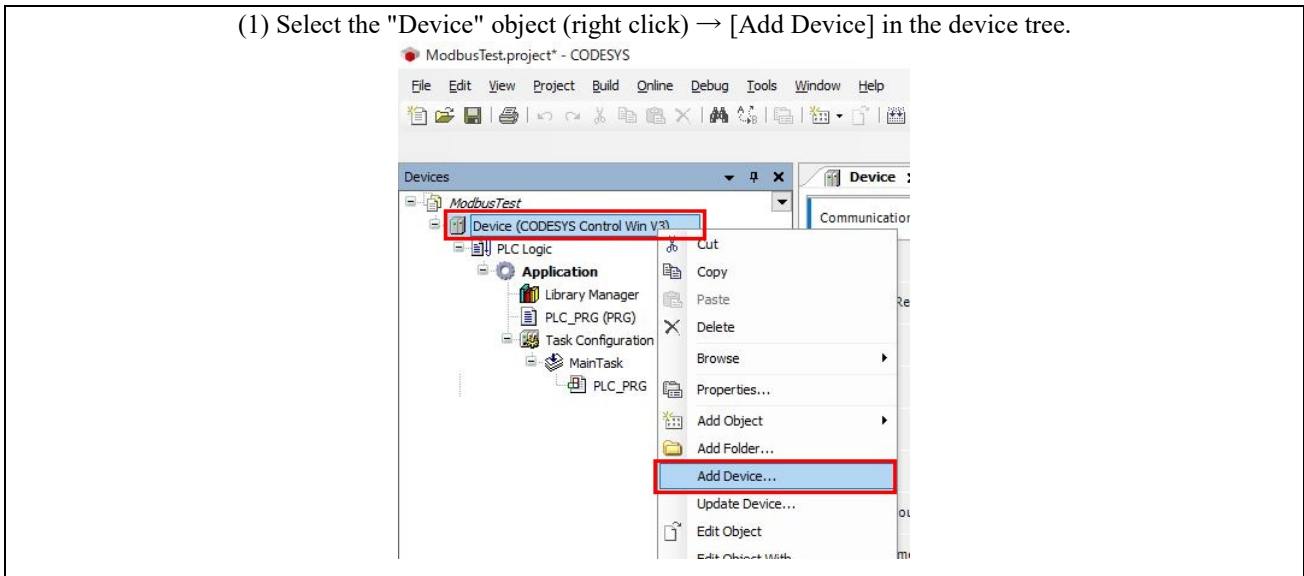 (1) Select the "Device" object (right click) → [Add Device] in the device tree.
ModbusTest.project* - CODESYS
File Edit View Project Build Online Debug Tools Window Help
Devices
Device
ModbusTest
Communication
Device (CODESYS Control Win V3)
PLC Logic
Application
Library Manager
PLC_PRG (PRG)
Task Configuration
MainTask
PLC_PRG
Cut
Copy
Paste
Delete
Browse
Properties...
Add Object
Add Folder...
Add Device...
Update Device...
Edit Object
Edit Object With